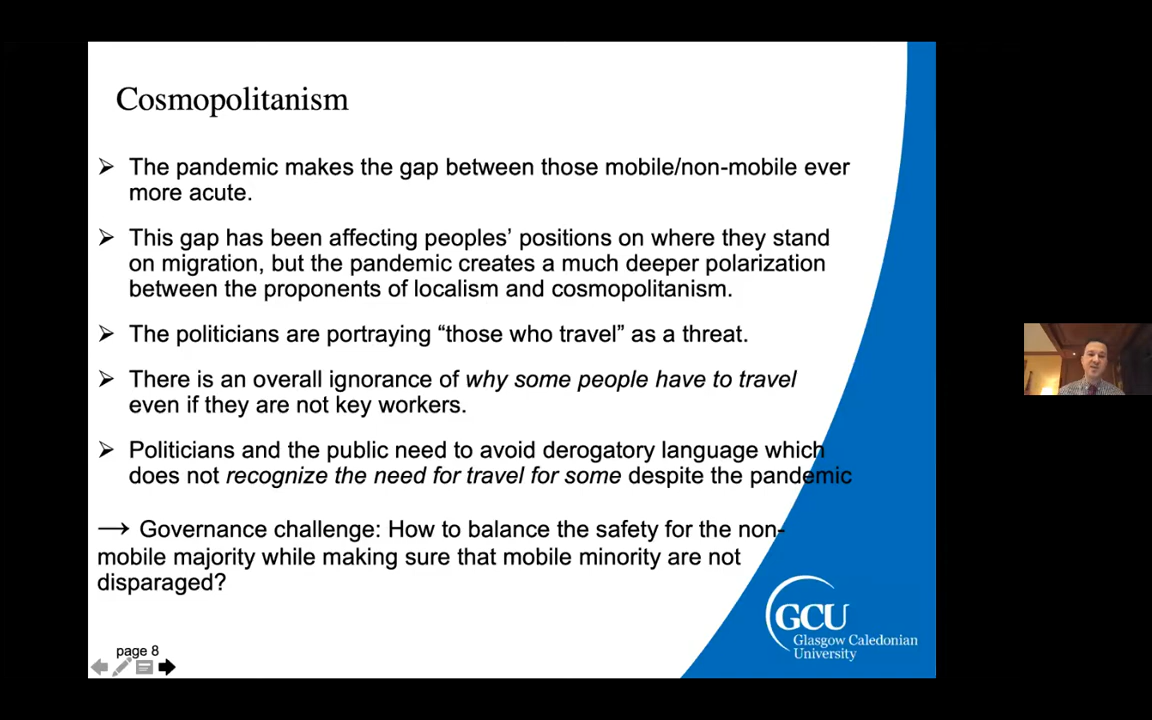 Cosmopolitanism
➢ The pandemic makes the gap between those mobile/non-mobile ever
more acute.
➢ This gap has been affecting peoples’ positions on where they stand
on migration, but the pandemic creates a much deeper polarization
between the proponents of localism and cosmopolitanism.
➢ The politicians are portraying “those who travel” as a threat.
➢ There is an overall ignorance of why some people have to travel
even if they are not key workers.
➢ Politicians and the public need to avoid derogatory language which
does not recognize the need for travel for some despite the pandemic
→ Governance challenge: How to balance the safety for the non-
mobile majority while making sure that mobile minority are not
disparaged?
GCU
Glasgow Caledonian
University
page 8